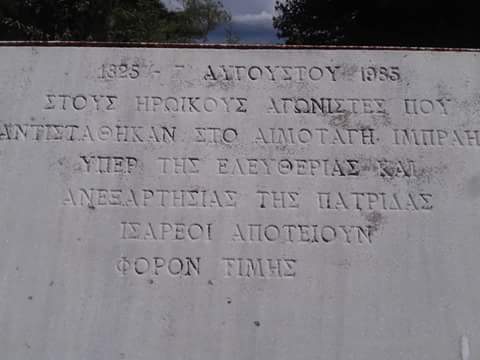 1825 - 7 ΑΥΓΟΥΣΤΟΥ 1985
ΣΤΟΥΣ ΗΡΩΙΚΟΥΣ ΑΓΩΝΙΣΤΕΣ ΠΟΥ
ΑΝΤΙΣΤΑΘΗΚΑΝ ΣΤΟ ΑΙΜΟΤΑΓΗ ΙΜΠΡΑΗ
ΥΠΕΡ ΤΗΣ ΕΛΕΥΘΕΡΙΑΣ ΚΑΙ
ΑΝΕΞΑΡΤΗΣΙΑΣ ΤΗΣ ΠΑΤΡΙΔΑΣ
ΙΣΑΡΕΟΙ ΑΠΟΤΕΙΟΥΝ
ΦΟΡΟΝ ΤΙΜΗΣ